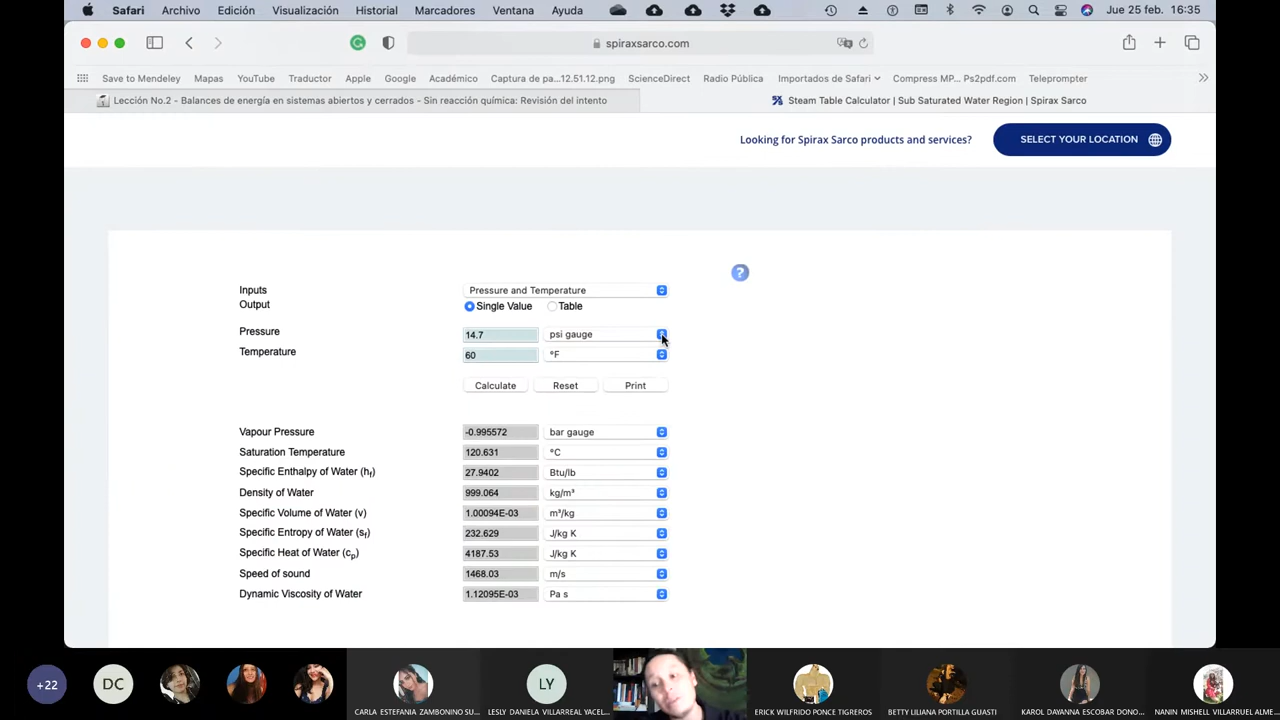 Safari Archivo Edición Visualización Historial Marcadores Ventana Ayuda Jue 25 feb. 16:35
spiraxsarco.com
Save to Mendeley Mapas YouTube Traductor Apple Google Académico Captura de pa...12.51.12.png ScienceDirect Radio Pública Importados de Safari Compress MP... Ps2pdf.com Teleprompter
Lección No.2 - Balances de energía en sistemas abiertos y cerrados - Sin reacción química: Revisión del intento Steam Table Calculator | Sub Saturated Water Region | Spirax Sarco
Looking for Spirax Sarco products and services? SELECT YOUR LOCATION
?
Inputs Pressure and Temperature
Output Single Value Table
Pressure 14.7 psi gauge
Temperature 60 °F
Calculate Reset Print
Vapour Pressure -0.995572 bar gauge
Saturation Temperature 120.631 °C
Specific Enthalpy of Water (hf) 27.9402 Btu/lb
Density of Water 999.064 kg/m³
Specific Volume of Water (v) 1.00094E-03 m³/kg
Specific Entropy of Water (sf) 232.629 J/kg K
Specific Heat of Water (cp) 4187.53 J/kg K
Speed of sound 1468.03 m/s
Dynamic Viscosity of Water 1.12095E-03 Pa s
+22 DC LY
CARLA ESTEFANIA ZAMBONINO SU... LESLY DANIELA VILLARREAL YACEL... ERICK WILFRIDO PONCE TIGREROS BETTY LILIANA PORTILLA GUASTI KAROL DAYANNA ESCOBAR DONO... NANIN MISHELL VILLARRUEL ALME...